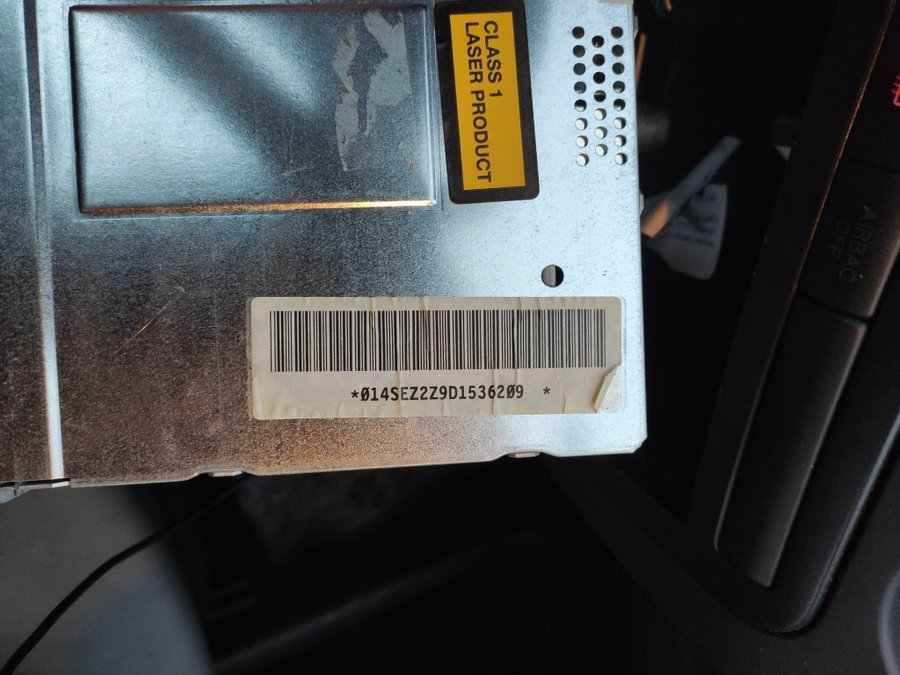 CLASS 1
LASER PRODUCT
AIRBAG
OFF
*Ø14SEZ2Z9D15362Ø9 *